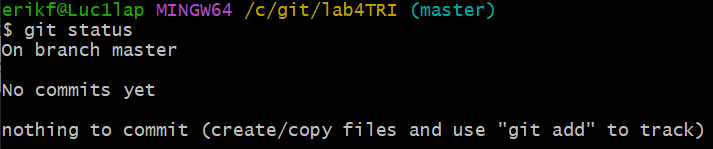 erikf@Luc1lap MINGW64 /c/git/lab4TRI (master)
$ git status
On branch master
No commits yet
nothing to commit (create/copy files and use "git add" to track)